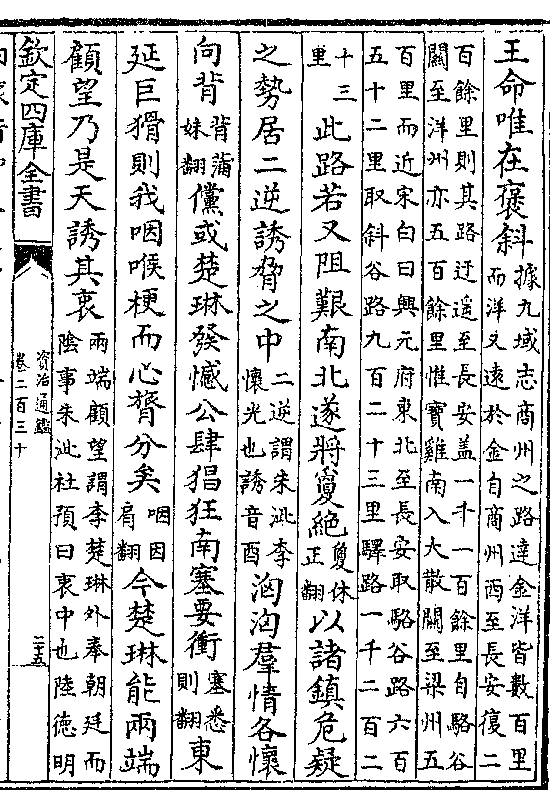 王命唯在褒斜據九域志商州之路達金洋皆數百里
而洋又遠於金自商州西至長安復二
百餘里則其路迂遥至長安盖一千一百餘里自駱谷
關至洋州亦五百餘里惟寳雞南入大散關至梁州五
百里而近宋白曰興元府東北至長安取駱谷路六百
五十二里取斜谷路九百二十三里驛路一千二百二
十三
里
此路若又阻艱南北遂將敻絶敻休
正翻
以諸鎮危疑
之勢居二逆誘脅之中二逆謂朱泚李
懷光也誘音酉
洶洶羣情各懷
向背背蒲
妹翻
儻或楚琳發憾公肆猖狂南塞要衝塞悉
則翻
東
延巨猾則我咽喉梗而心膂分矣咽因
肩翻
今楚琳能兩端
顧望乃是天誘其衷兩端顧望謂李楚琳外奉朝廷而
隂事朱泚杜預曰衷中也陸徳明
欽定四庫全書
資治通鑑
卷二百三十
二十五